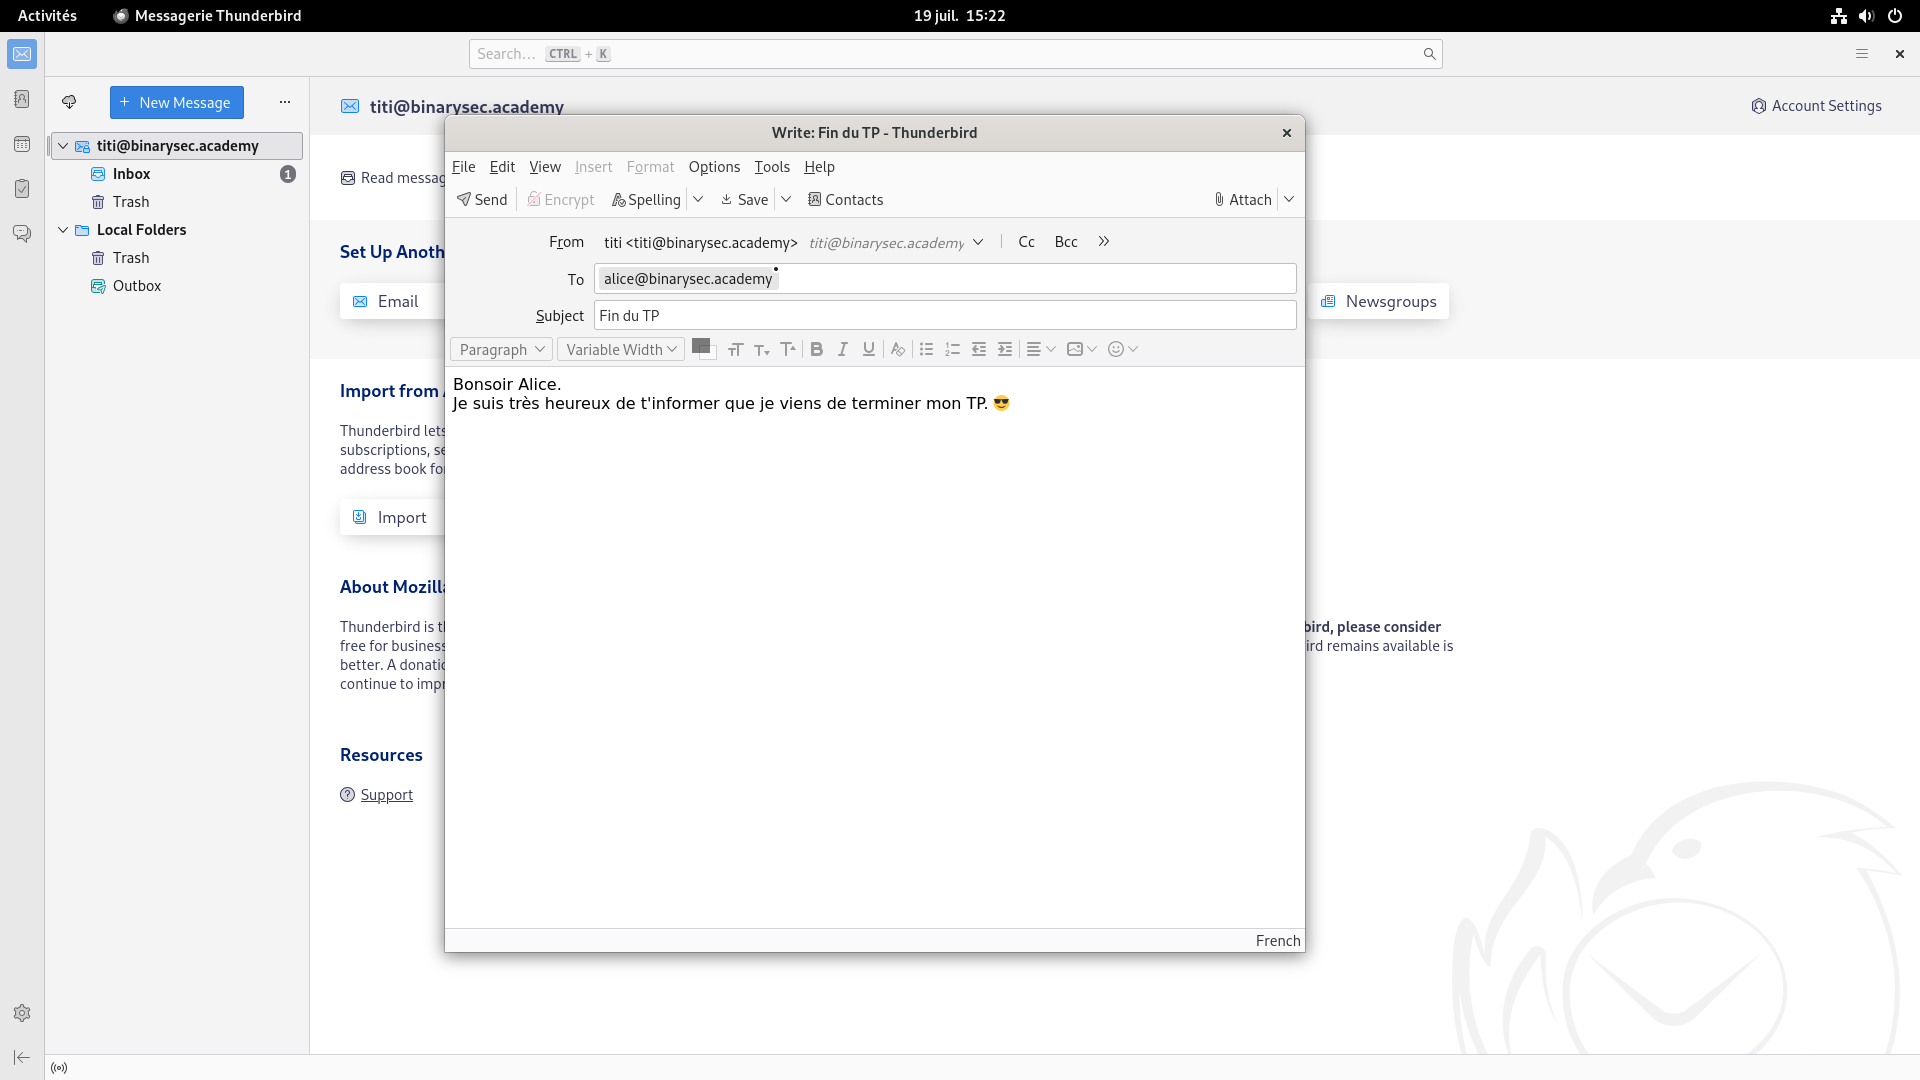 Activités Messagerie Thunderbird 19 juil. 15:22
Search... CTRL + K
New Message
titi@binarysec.academy
Inbox 1
Trash
Local Folders
Trash
Outbox
titi@binarysec.academy
Account Settings
Read messag
Set Up Anoth
Email
Newsgroups
Import from
Thunderbird lets
subscriptions, se
address book fo
Import
About Mozilla
Thunderbird is th
bird, please consider
free for business
ird remains available is
better. A donatio
continue to impr
Resources
Support
Write: Fin du TP - Thunderbird
File Edit View Insert Format Options Tools Help
Send Encrypt Spelling Save Contacts Attach
From titi <titi@binarysec.academy> titi@binarysec.academy Cc Bcc
To alice@binarysec.academy
Subject Fin du TP
Paragraph Variable Width
Bonsoir Alice.
Je suis très heureux de t'informer que je viens de terminer mon TP. 😎
French